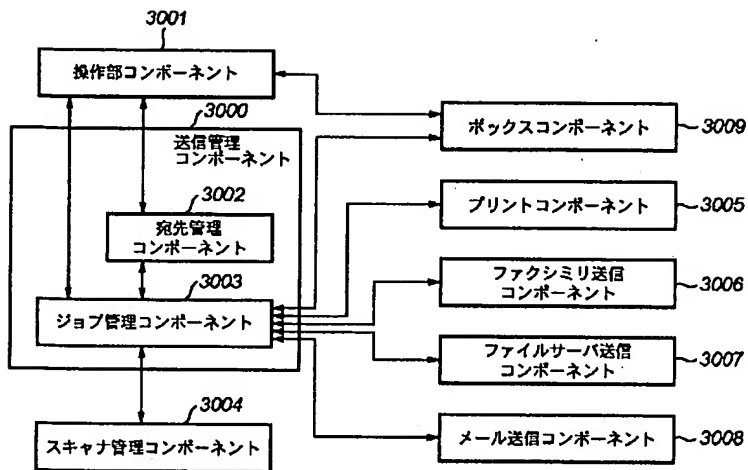 3001
操作部コンポーネント
3000
送信管理
コンポーネント
3002
宛先管理
コンポーネント
3003
ジョブ管理コンポーネント
3004
スキャナ管理コンポーネント
ボックスコンポーネント
3009
プリントコンポーネント
3005
ファクシミリ送信
コンポーネント
3006
ファイルサーバ送信
コンポーネント
3007
メール送信コンポーネント
3008